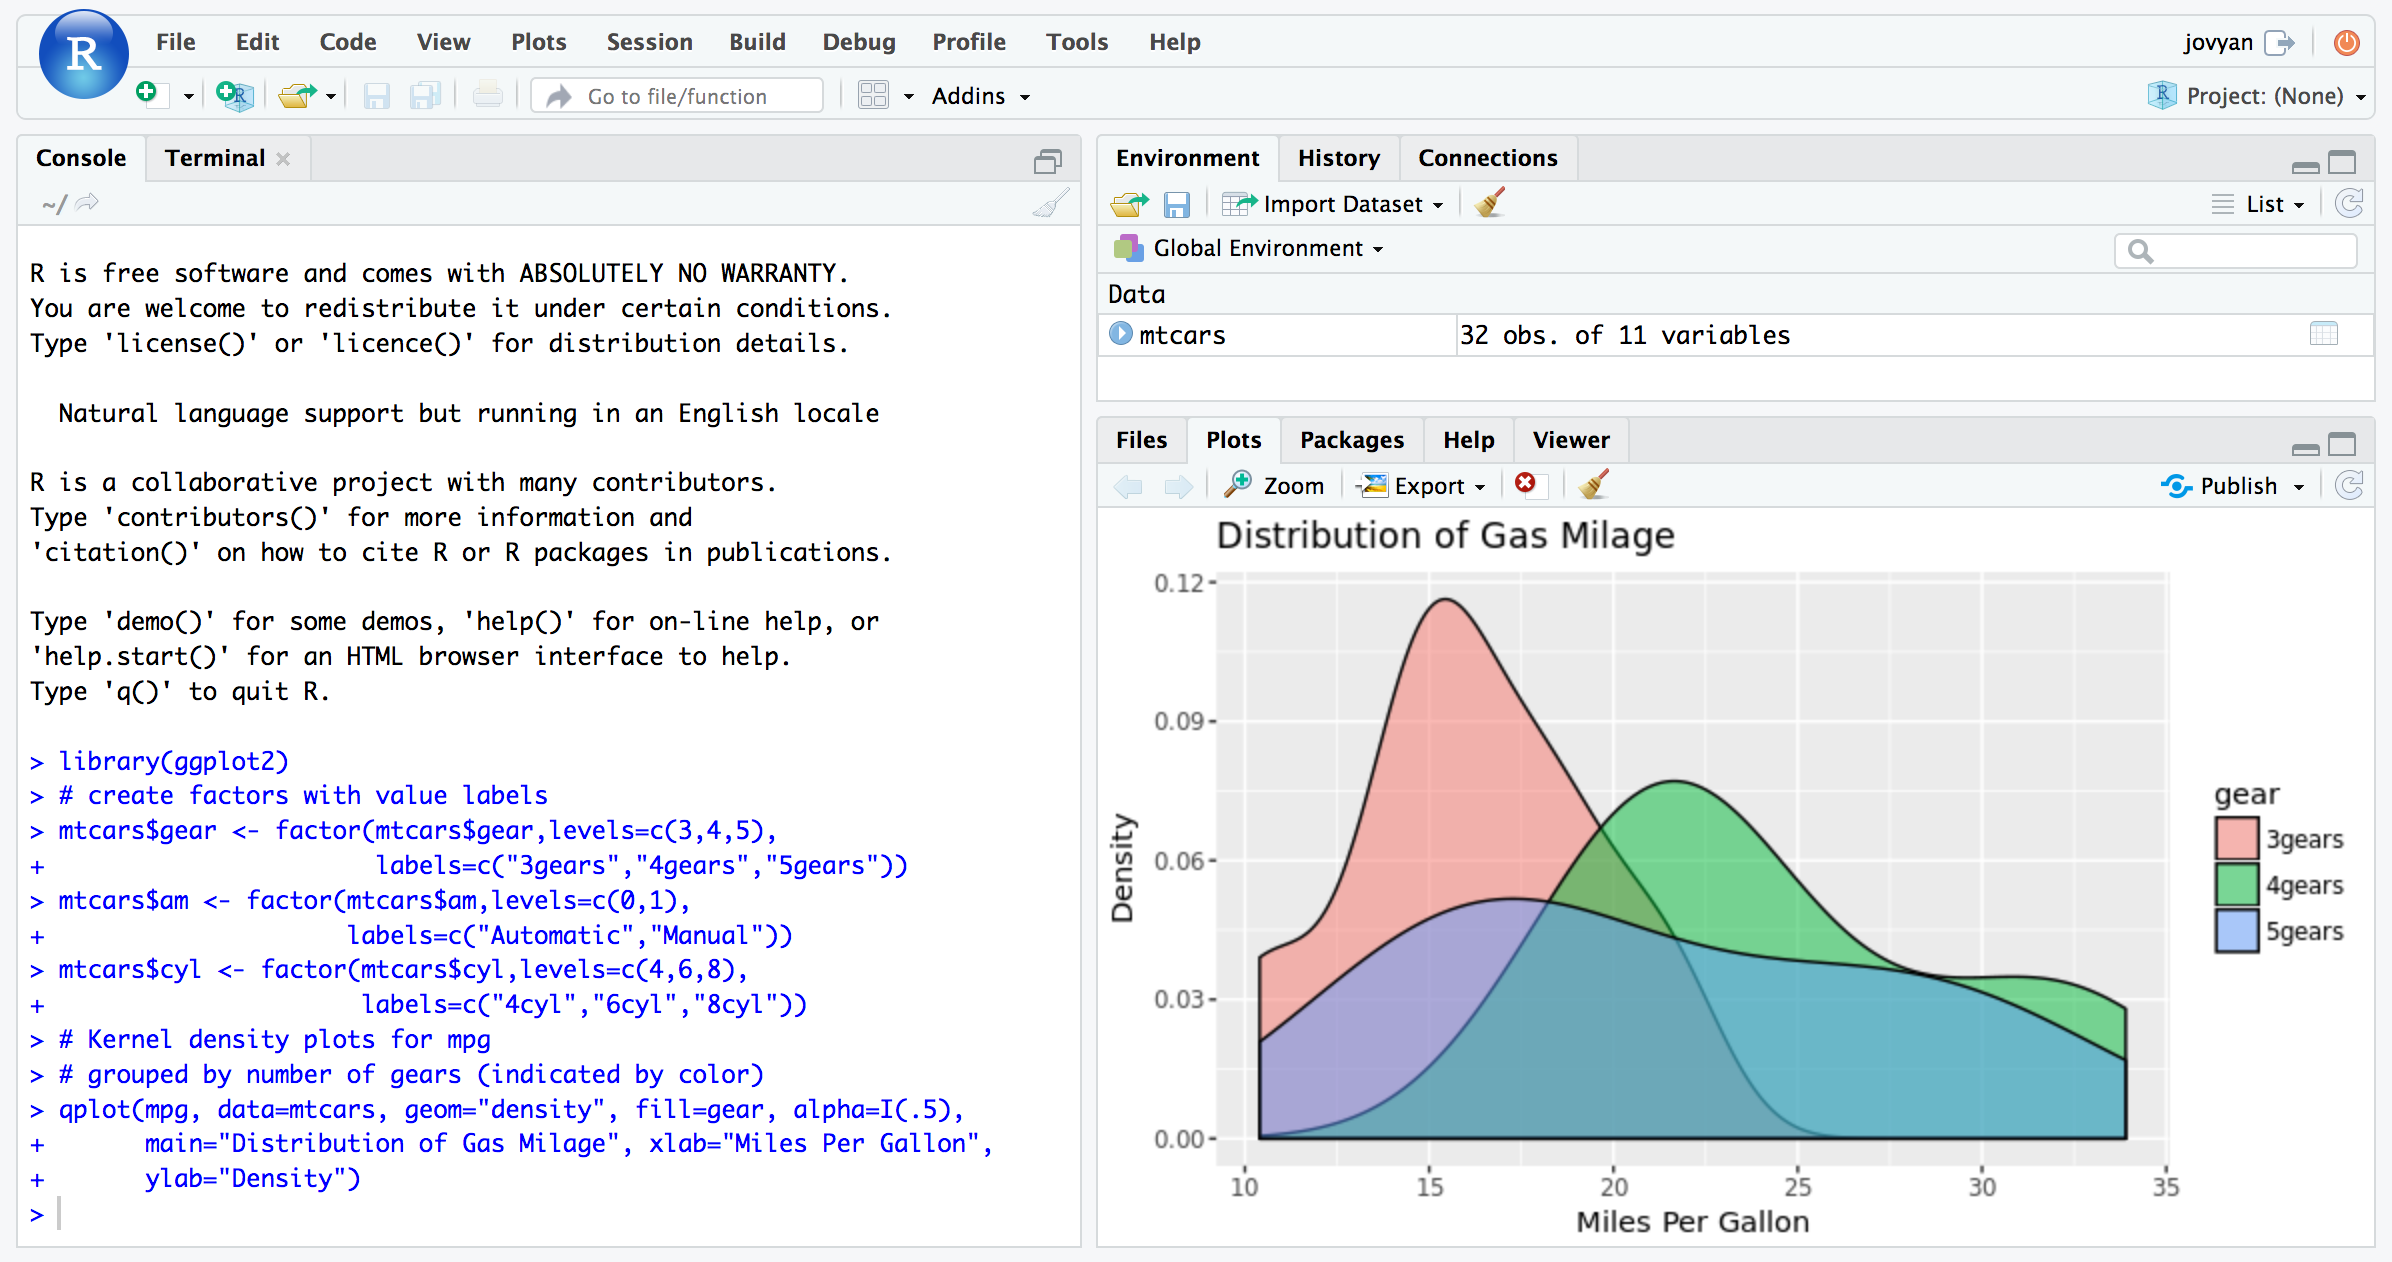 R
File Edit Code View Plots Session Build Debug Profile Tools Help
jovyan
R
Go to file/function
Addins
R
Project: (None)
Console
Terminal
~/
R is free software and comes with ABSOLUTELY NO WARRANTY.
You are welcome to redistribute it under certain conditions.
Type 'license()' or 'licence()' for distribution details.
Natural language support but running in an English locale
R is a collaborative project with many contributors.
Type 'contributors()' for more information and
'citation()' on how to cite R or R packages in publications.
Type 'demo()' for some demos, 'help()' for on-line help, or
'help.start()' for an HTML browser interface to help.
Type 'q()' to quit R.
> library(ggplot2)
> # create factors with value labels
> mtcars$gear <- factor(mtcars$gear,levels=c(3,4,5),
+                       labels=c("3gears","4gears","5gears"))
> mtcars$am <- factor(mtcars$am,levels=c(0,1),
+                     labels=c("Automatic","Manual"))
> mtcars$cyl <- factor(mtcars$cyl,levels=c(4,6,8),
+                      labels=c("4cyl","6cyl","8cyl"))
> # Kernel density plots for mpg
> # grouped by number of gears (indicated by color)
> qplot(mpg, data=mtcars, geom="density", fill=gear, alpha=I(.5),
+       main="Distribution of Gas Milage", xlab="Miles Per Gallon",
+       ylab="Density")
>
Environment History Connections
Import Dataset
List
Global Environment
Data
mtcars 32 obs. of 11 variables
Files Plots Packages Help Viewer
Zoom
Export
Publish
Distribution of Gas Milage
0.12
0.09
0.06
0.03
0.00
Density
10 15 20 25 30 35
Miles Per Gallon
gear
3gears
4gears
5gears